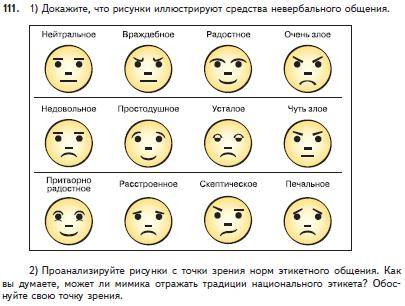 111. 1) Докажите, что рисунки иллюстрируют средства невербального общения.
Нейтральное Враждебное Радостное Очень злое
Недовольное Простодушное Усталое Чуть злое
Притворно радостное Расстроенное Скептическое Печальное
2) Проанализируйте рисунки с точки зрения норм этикетного общения. Как
вы думаете, может ли мимика отражать традиции национального этикета? Обос-
нуйте свою точку зрения.